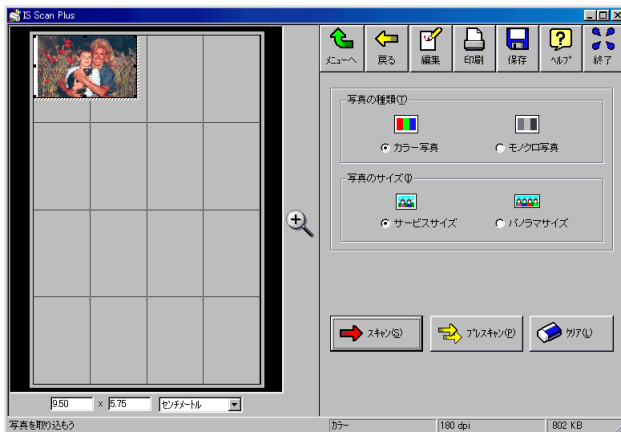 IS Scan Plus
メニューへ 戻る 編集 印刷 保存 ヘルプ 終了
写真の種類(T)
カラー写真 モノクロ写真
写真のサイズ(I)
サービスサイズ パノラマサイズ
スキャン(S) プレスキャン(P) クリア(L)
9.50 x 5.75 センチメートル
写真を取り込もう カラー 180 dpi 802 KB